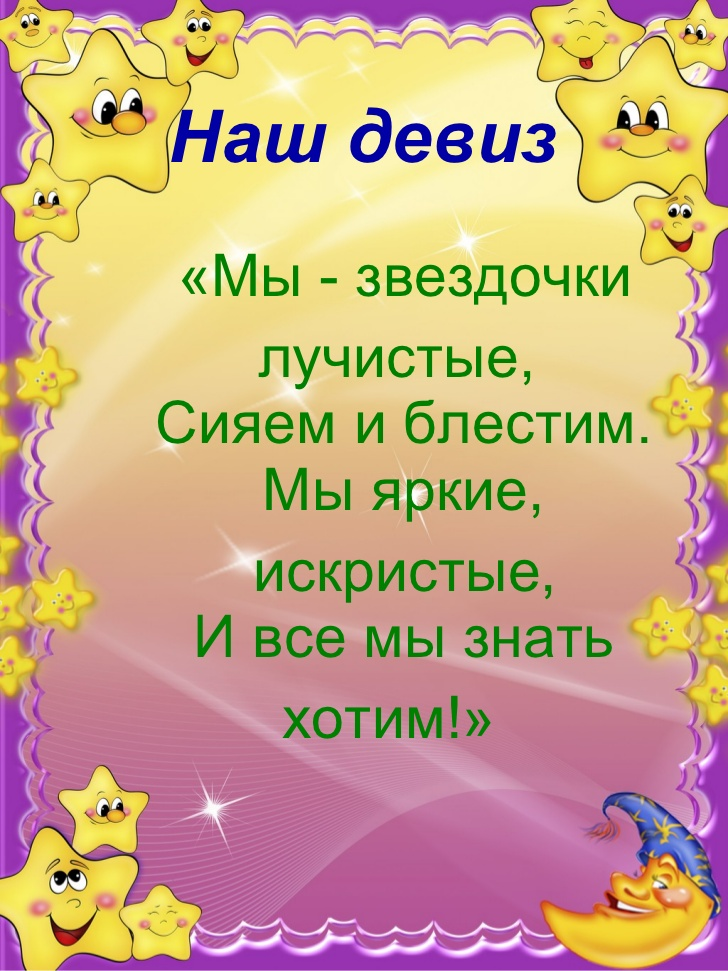 Наш девиз
«Мы - звездочки
лучистые,
Сияем и блестим.
Мы яркие,
искристые,
И все мы знать
хотим!»